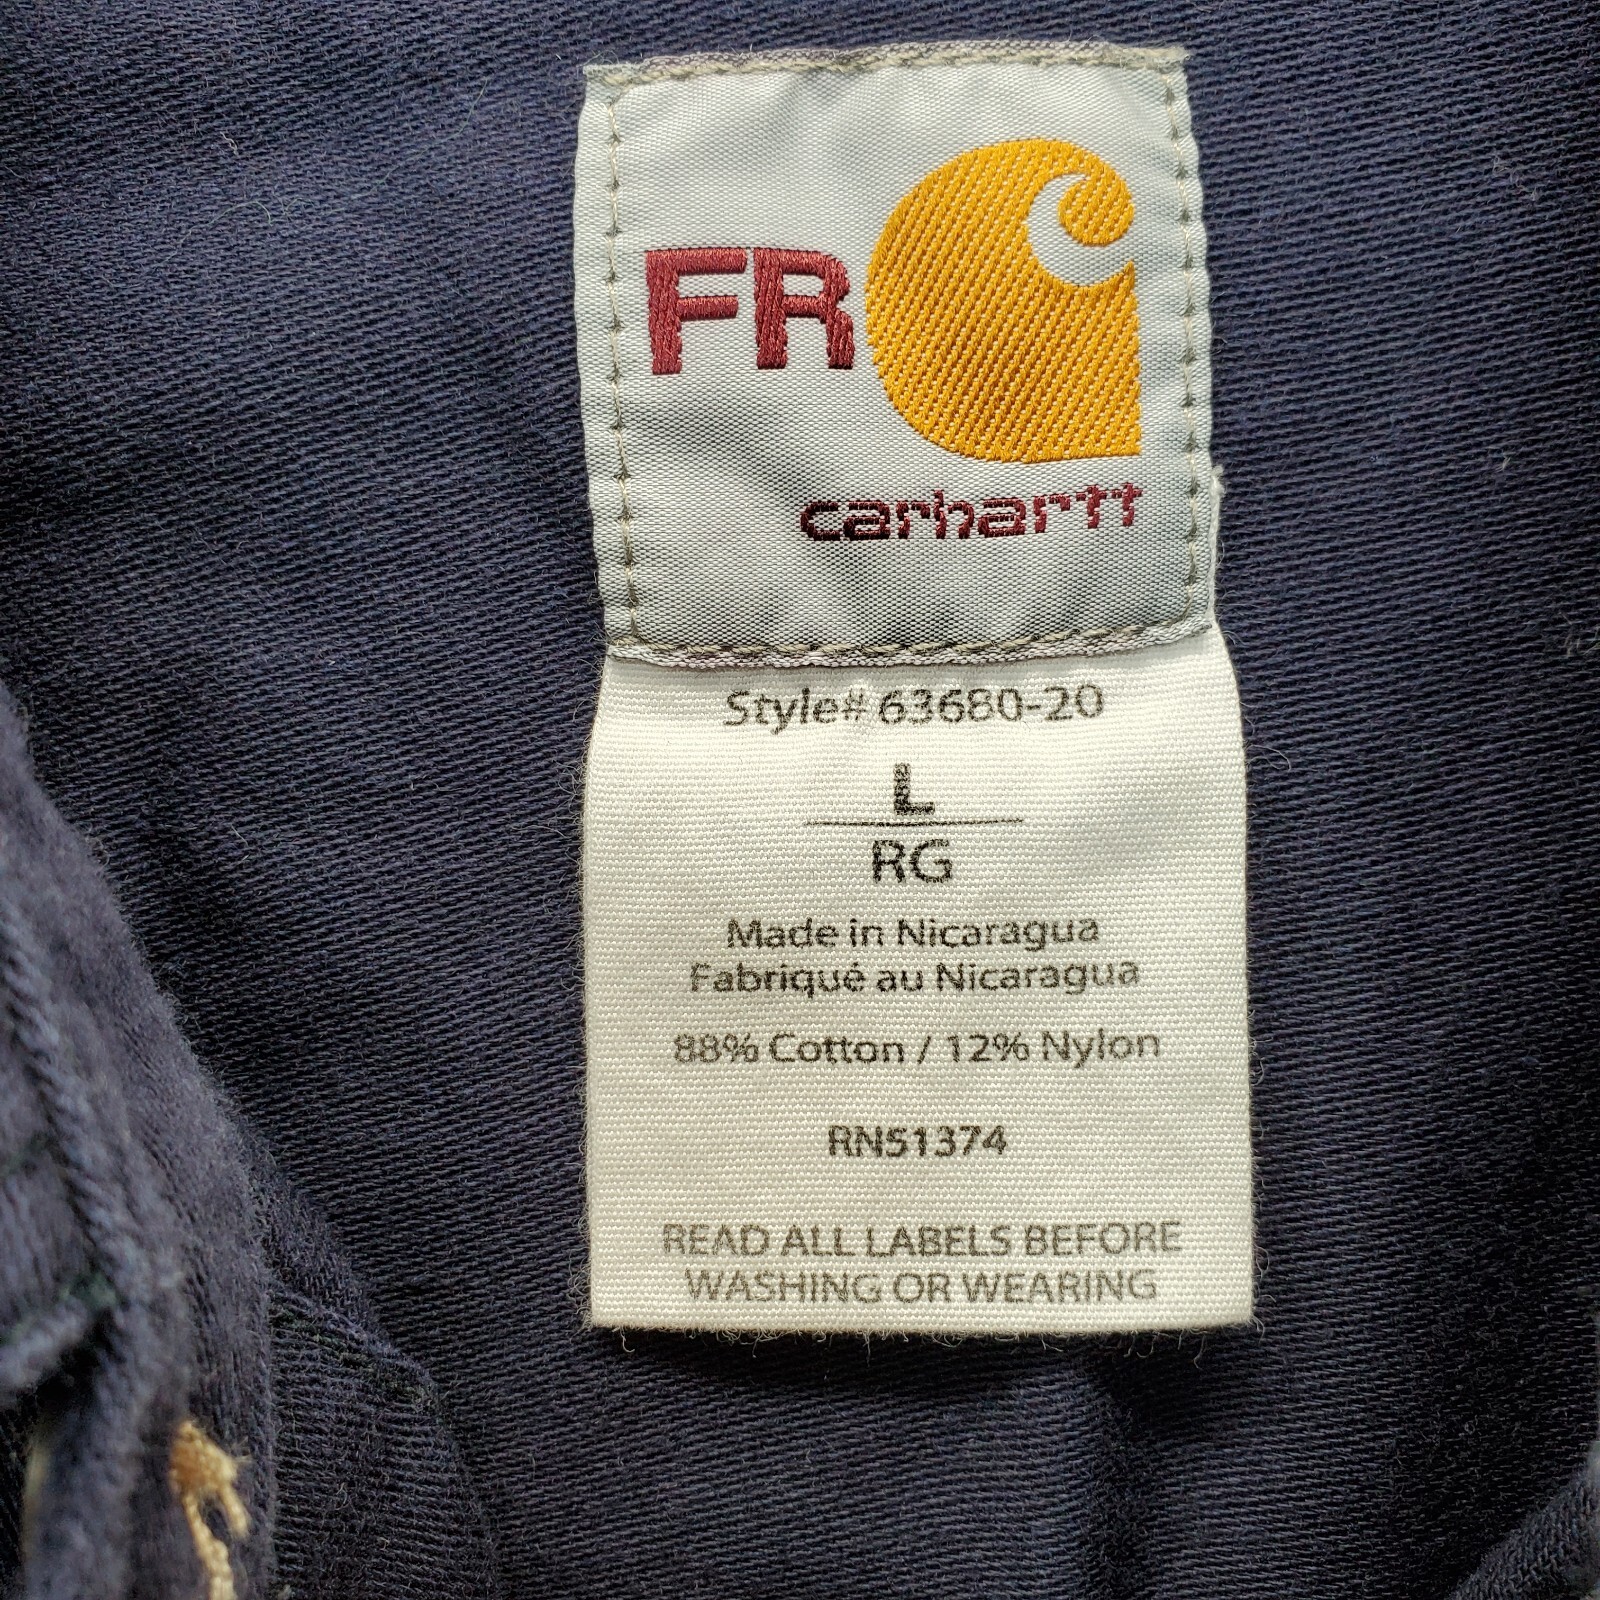 FR
carhartt
Style# 63680-20
L
RG
Made in Nicaragua
Fabriqué au Nicaragua
88% Cotton / 12% Nylon
RN51374
READ ALL LABELS BEFORE
WASHING OR WEARING